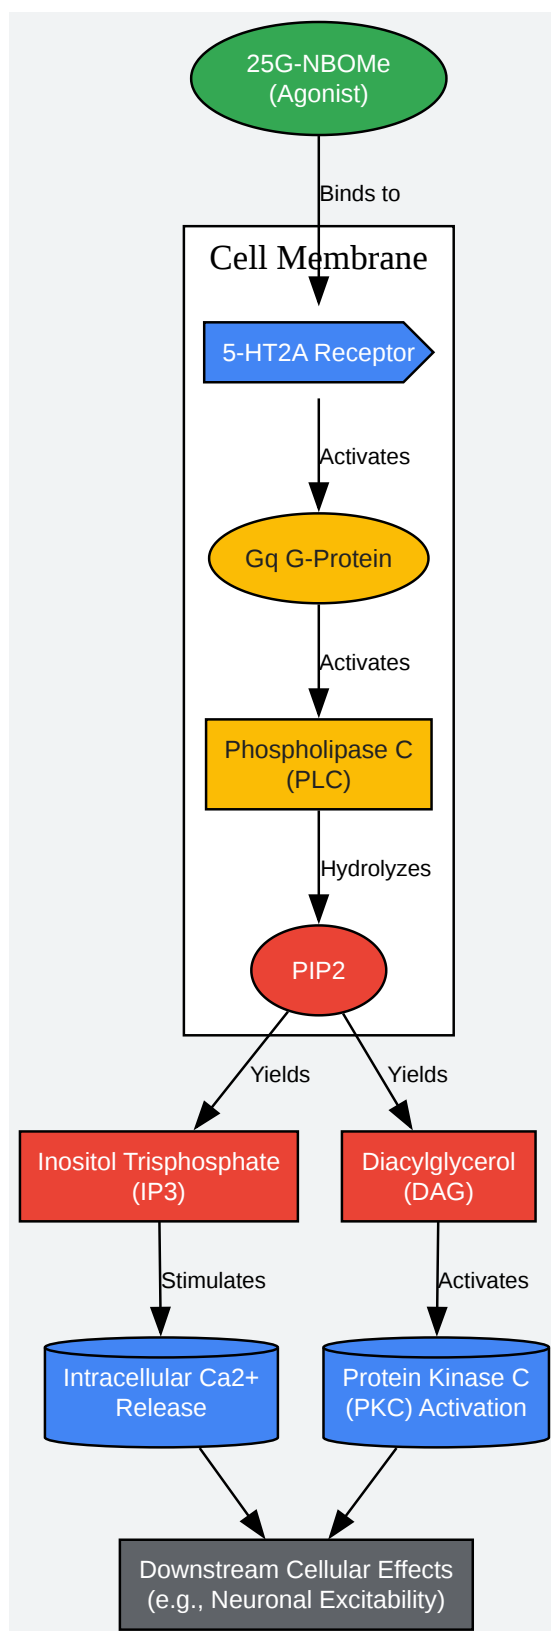 25G-NBOMe
(Agonist)
Binds to
Cell Membrane
5-HT2A Receptor
Activates
Gq G-Protein
Activates
Phospholipase C
(PLC)
Hydrolyzes
PIP2
Yields
Yields
Inositol Trisphosphate
(IP3)
Diacylglycerol
(DAG)
Stimulates
Activates
Intracellular Ca2+
Release
Protein Kinase C
(PKC) Activation
Downstream Cellular Effects
(e.g., Neuronal Excitability)